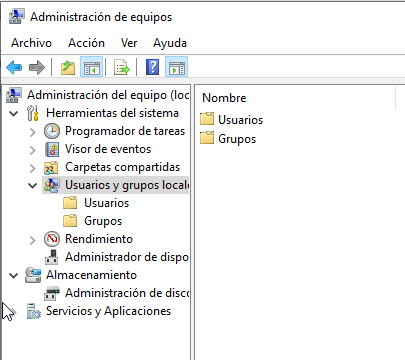 Administración de equipos
Archivo Acción Ver Ayuda
Administración del equipo (loc
Herramientas del sistema
Programador de tareas
Visor de eventos
Carpetas compartidas
Usuarios y grupos locale
Usuarios
Grupos
Rendimiento
Administrador de dispo
Almacenamiento
Administración de disco
Servicios y Aplicaciones
Nombre
Usuarios
Grupos